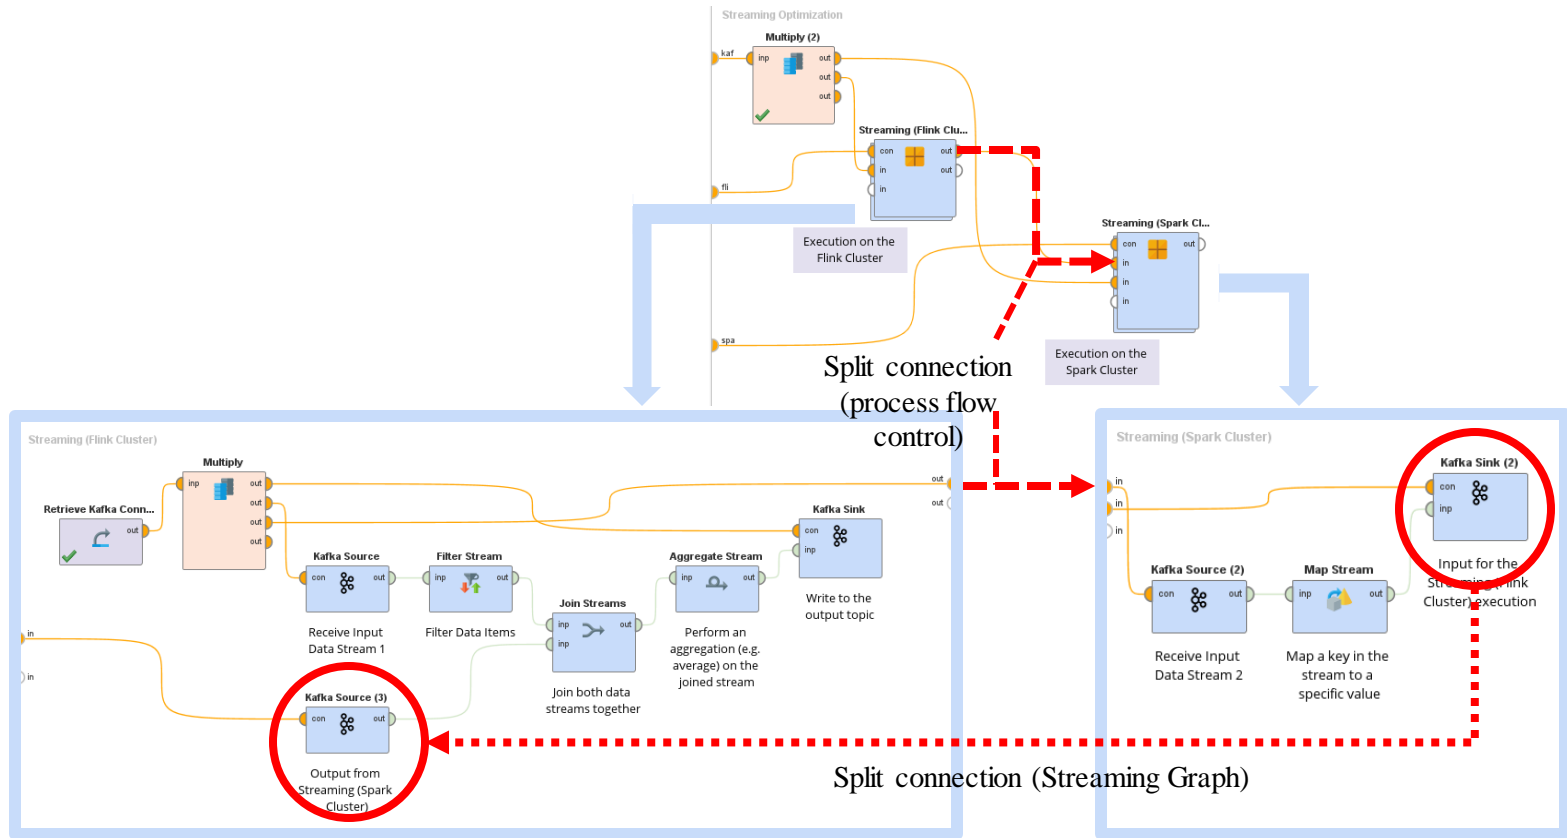 Streaming Optimization
Multiply (2)
kaf
inp
out
out
out
Streaming (Flink Clu...
con
out
in
out
in
fli
Execution on the
Flink Cluster
Streaming (Spark Cl...
con
out
in
in
in
spa
Execution on the
Spark Cluster
Split connection
(process flow
control)
Streaming (Flink Cluster)
Multiply
inp
out
out
out
out
Retrieve Kafka Conn...
out
Kafka Source
con
out
Receive Input
Data Stream 1
Filter Stream
inp
out
Filter Data Items
Join Streams
inp
out
inp
Join both data
streams together
Aggregate Stream
inp
out
Perform an
aggregation (e.g.
average) on the
joined stream
Kafka Sink
con
inp
Write to the
output topic
out
out
in
in
Kafka Source (3)
con
out
Output from
Streaming (Spark
Cluster)
Streaming (Spark Cluster)
in
in
in
Kafka Sink (2)
con
inp
Input for the
Streaming (Flink
Cluster) execution
Kafka Source (2)
con
out
Receive Input
Data Stream 2
Map Stream
inp
out
Map a key in the
stream to a
specific value
Split connection (Streaming Graph)